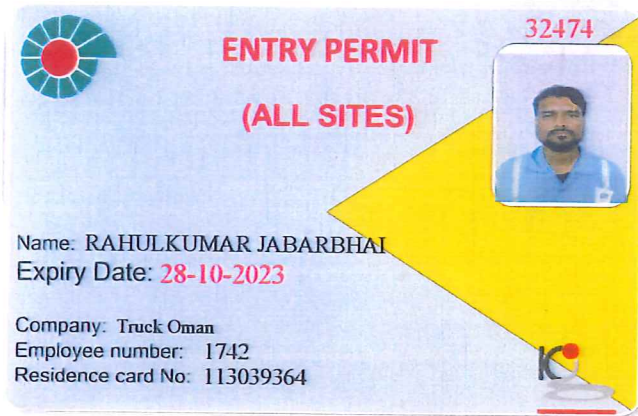 32474
ENTRY PERMIT
(ALL SITES)
Name: RAHULKUMAR JABARBHAI
Expiry Date: 28-10-2023
Company: Truck Oman
Employee number: 1742
Residence card No: 113039364